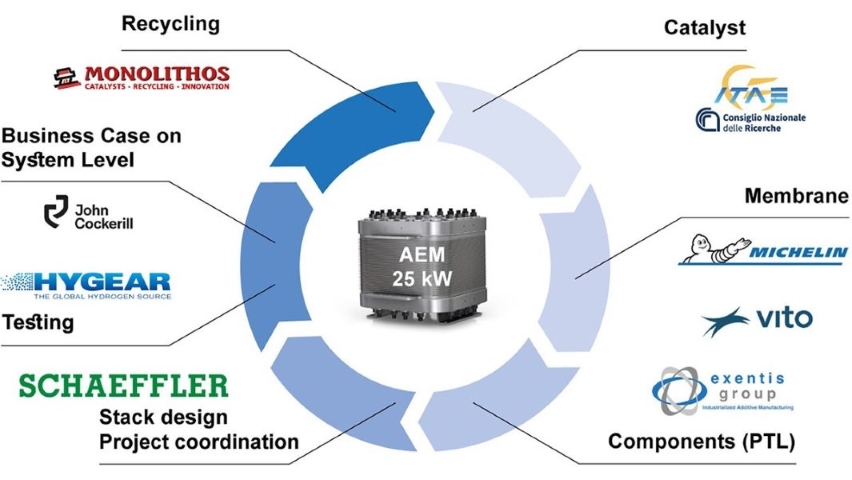 Recycling
MONOLITHOS
CATALYSTS - RECYCLING - INNOVATION
Business Case on
System Level
John
Cockerill
HYGEAR
THE GLOBAL HYDROGEN SOURCE
Testing
SCHAEFFLER
Stack design
Project coordination
AEM
25 kW
Catalyst
ITAE
Consiglio Nazionale
delle Ricerche
Membrane
MICHELIN
vito
exentis
group
Industrialized Additive Manufacturing
Components (PTL)